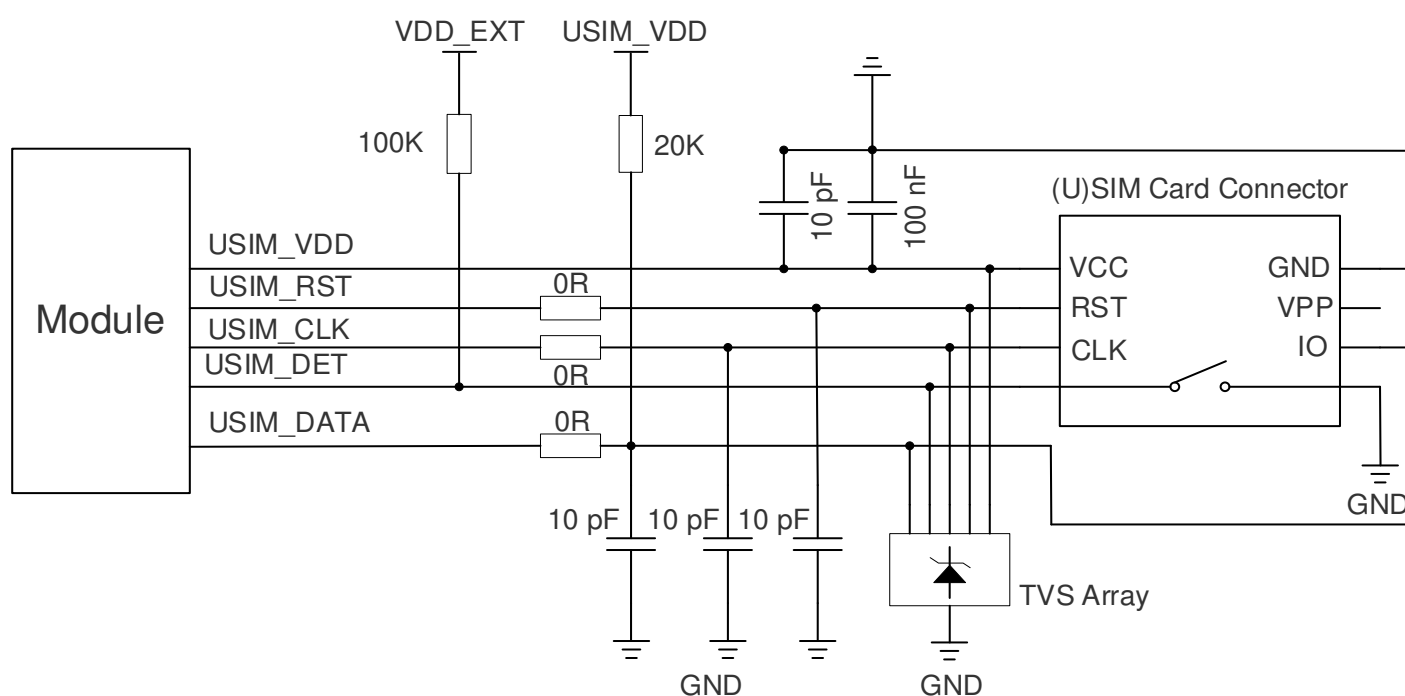 VDD_EXT
USIM_VDD
100K
20K
10 pF
100 nF
(U)SIM Card Connector
Module
USIM_VDD
USIM_RST
0R
USIM_CLK
USIM_DET
0R
USIM_DATA
0R
VCC
GND
RST
VPP
CLK
IO
GND
10 pF
10 pF
10 pF
TVS Array
GND
GND